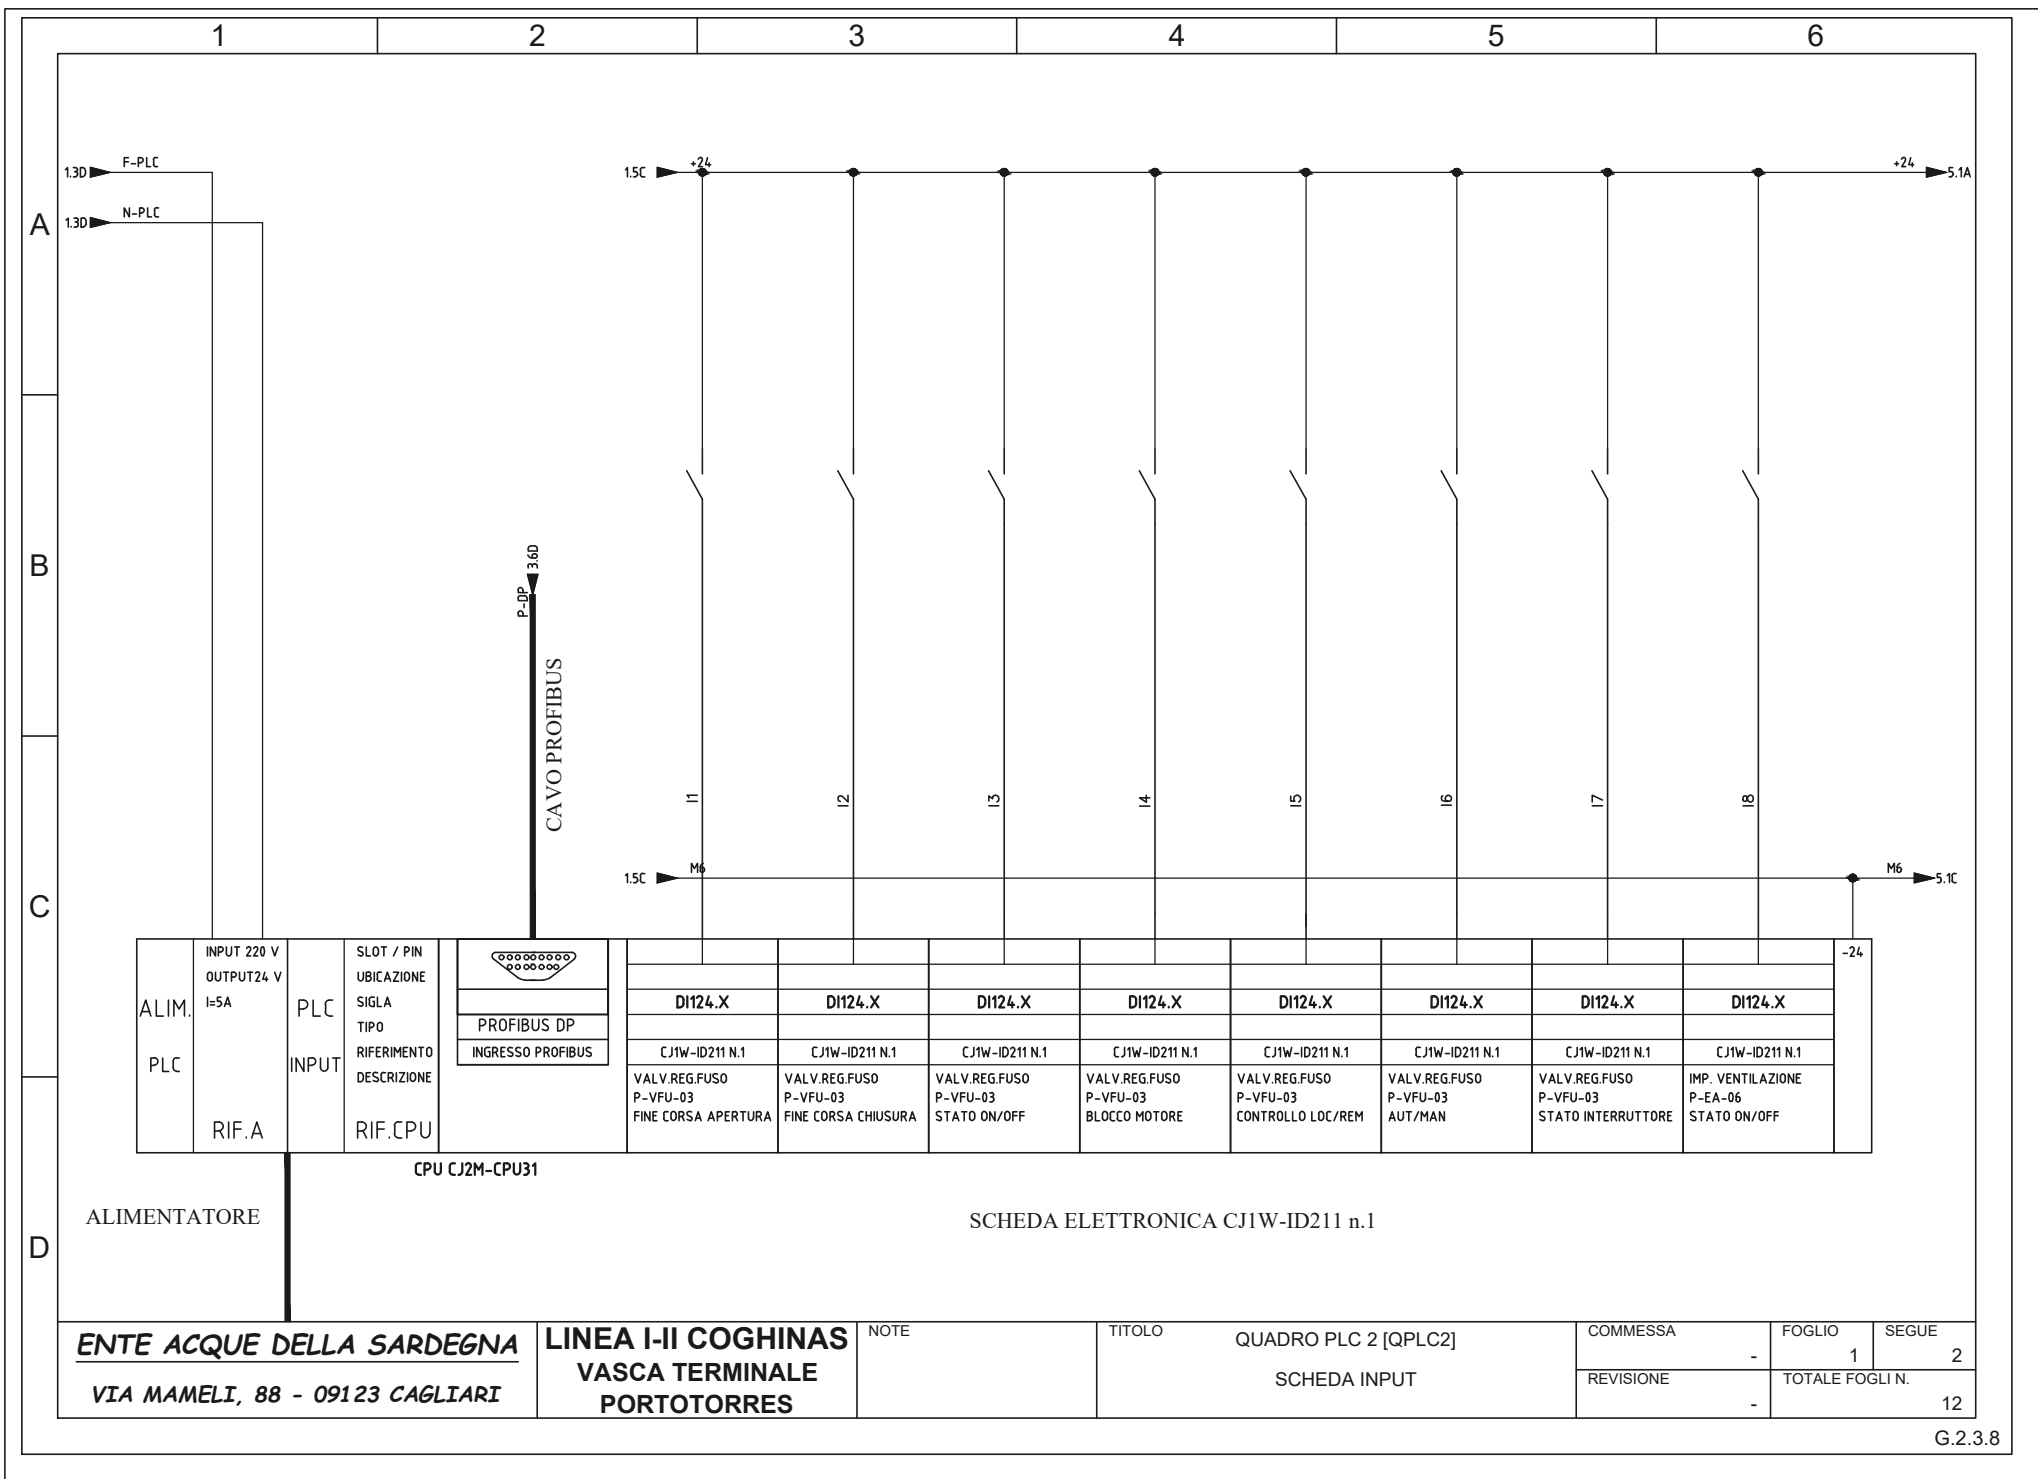 1 2 3 4 5 6
A
B
C
D
1.3D F-PLC
1.3D N-PLC
1.5C +24 +24 5.1A
P-DP 3.6D
CAVO PROFIBUS
I1 I2 I3 I4 I5 I6 I7 I8
1.5C M6 M6 5.1C
ALIM.
PLC
INPUT 220 V
OUTPUT24 V
I=5A
RIF.A
PLC
INPUT
SLOT / PIN
UBICAZIONE
SIGLA
TIPO
RIFERIMENTO
DESCRIZIONE
RIF.CPU
PROFIBUS DP
INGRESSO PROFIBUS
DI124.X
CJ1W-ID211 N.1
VALV.REG.FUSO
P-VFU-03
FINE CORSA APERTURA
DI124.X
CJ1W-ID211 N.1
VALV.REG.FUSO
P-VFU-03
FINE CORSA CHIUSURA
DI124.X
CJ1W-ID211 N.1
VALV.REG.FUSO
P-VFU-03
STATO ON/OFF
DI124.X
CJ1W-ID211 N.1
VALV.REG.FUSO
P-VFU-03
BLOCCO MOTORE
DI124.X
CJ1W-ID211 N.1
VALV.REG.FUSO
P-VFU-03
CONTROLLO LOC/REM
DI124.X
CJ1W-ID211 N.1
VALV.REG.FUSO
P-VFU-03
AUT/MAN
DI124.X
CJ1W-ID211 N.1
VALV.REG.FUSO
P-VFU-03
STATO INTERRUTTORE
DI124.X
CJ1W-ID211 N.1
IMP. VENTILAZIONE
P-EA-06
STATO ON/OFF
-24
CPU CJ2M-CPU31
ALIMENTATORE
SCHEDA ELETTRONICA CJ1W-ID211 n.1
ENTE ACQUE DELLA SARDEGNA
VIA MAMELI, 88 - 09123 CAGLIARI
LINEA I-II COGHINAS
VASCA TERMINALE
PORTOTORRES
NOTE
TITOLO
QUADRO PLC 2 [QPLC2]
SCHEDA INPUT
COMMESSA
-
REVISIONE
-
FOGLIO
1
SEGUE
2
TOTALE FOGLI N.
12
G.2.3.8